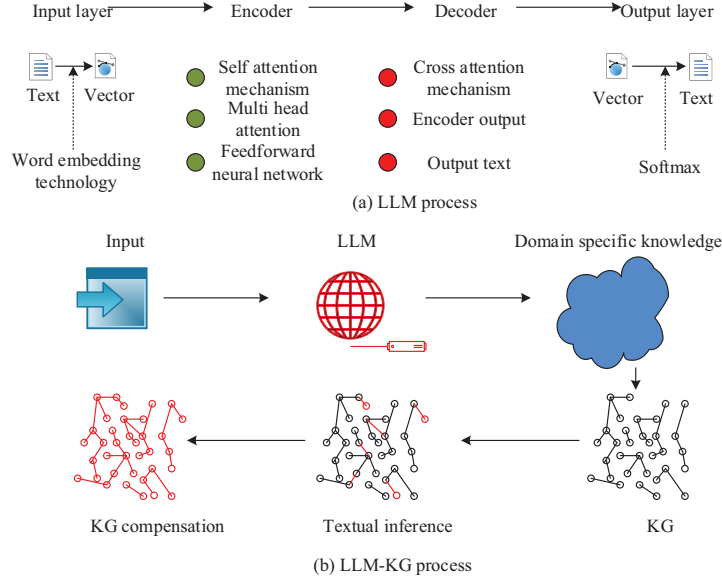 Input layer
Encoder
Decoder
Output layer
Text
Vector
Word embedding
technology
Self attention
mechanism
Multi head
attention
Feedforward
neural network
Cross attention
mechanism
Encoder output
Output text
Vector
Text
Softmax
(a) LLM process
Input
LLM
Domain specific knowledge
KG compensation
Textual inference
KG
(b) LLM-KG process